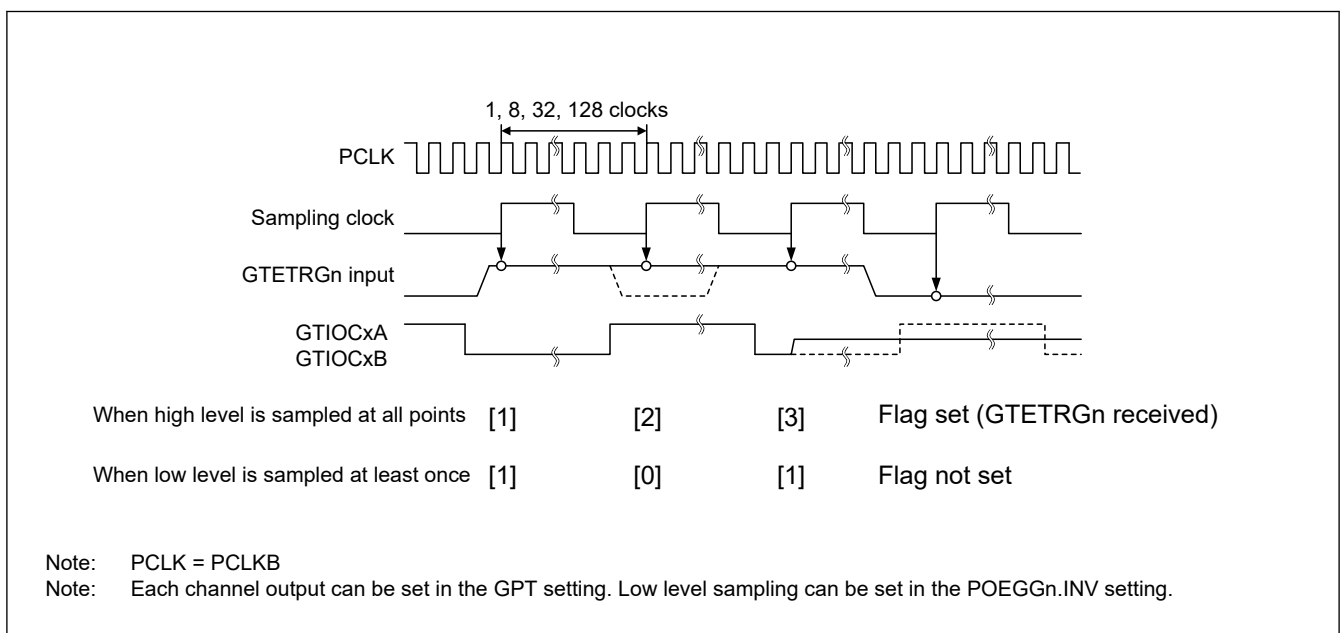 1, 8, 32, 128 clocks
PCLK
Sampling clock
GTETRGn input
GTIOCxA
GTIOCxB
When high level is sampled at all points [1] [2] [3] Flag set (GTETRGn received)
When low level is sampled at least once [1] [0] [1] Flag not set
Note: PCLK = PCLKB
Note: Each channel output can be set in the GPT setting. Low level sampling can be set in the POEGGn.INV setting.